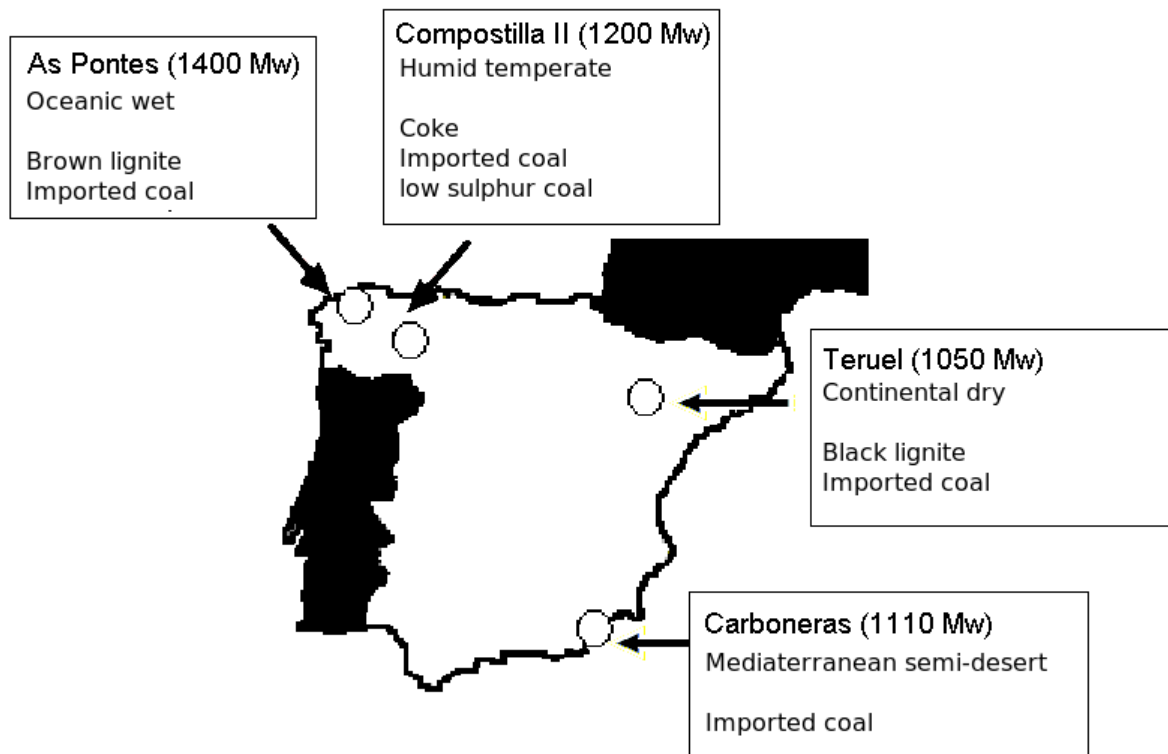 As Pontes (1400 Mw)
Oceanic wet
Brown lignite
Imported coal
Compostilla II (1200 Mw)
Humid temperate
Coke
Imported coal
low sulphur coal
Teruel (1050 Mw)
Continental dry
Black lignite
Imported coal
Carboneras (1110 Mw)
Mediaterranean semi-desert
Imported coal